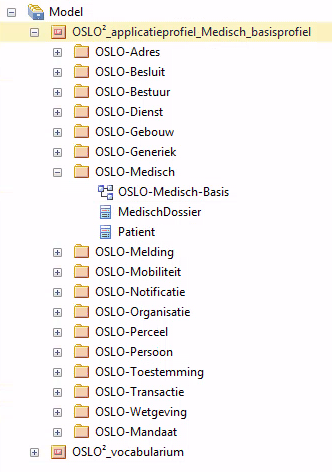 Model
OSLO²_applicatieprofiel_Medisch_basisprofiel
OSLO-Adres
OSLO-Besluit
OSLO-Bestuur
OSLO-Dienst
OSLO-Gebouw
OSLO-Generiek
OSLO-Medisch
OSLO-Medisch-Basis
MedischDossier
Patient
OSLO-Melding
OSLO-Mobiliteit
OSLO-Notificatie
OSLO-Organisatie
OSLO-Perceel
OSLO-Persoon
OSLO-Toestemming
OSLO-Transactie
OSLO-Wetgeving
OSLO-Mandaat
OSLO²_vocabularium